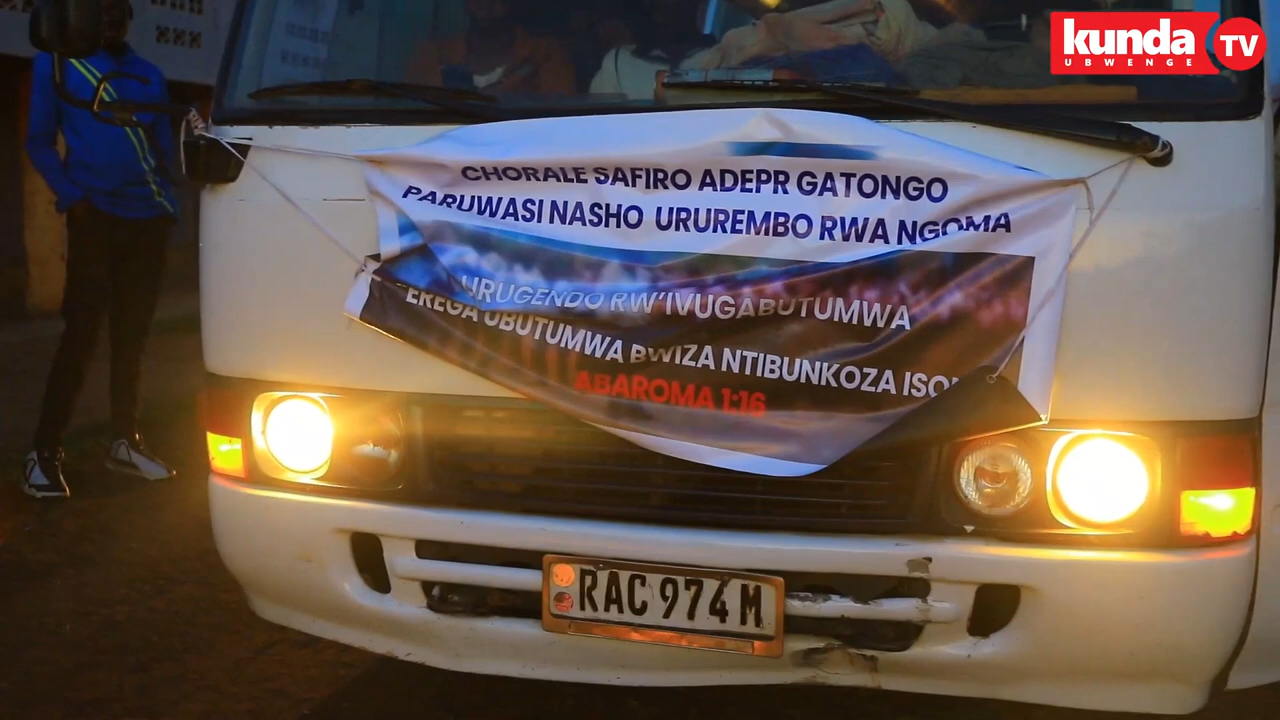 kunda TV
UBWENGE
CHORALE SAFIRO ADEPR GATONGO
PARUWASI NASHO URUREMBO RWA NGOMA
URUGENDO RW'IVUGABUTUMWA
UBUTUMWA BWIZA NTIBUNKOZA
ABAROMA 1:16
RAC 974 M